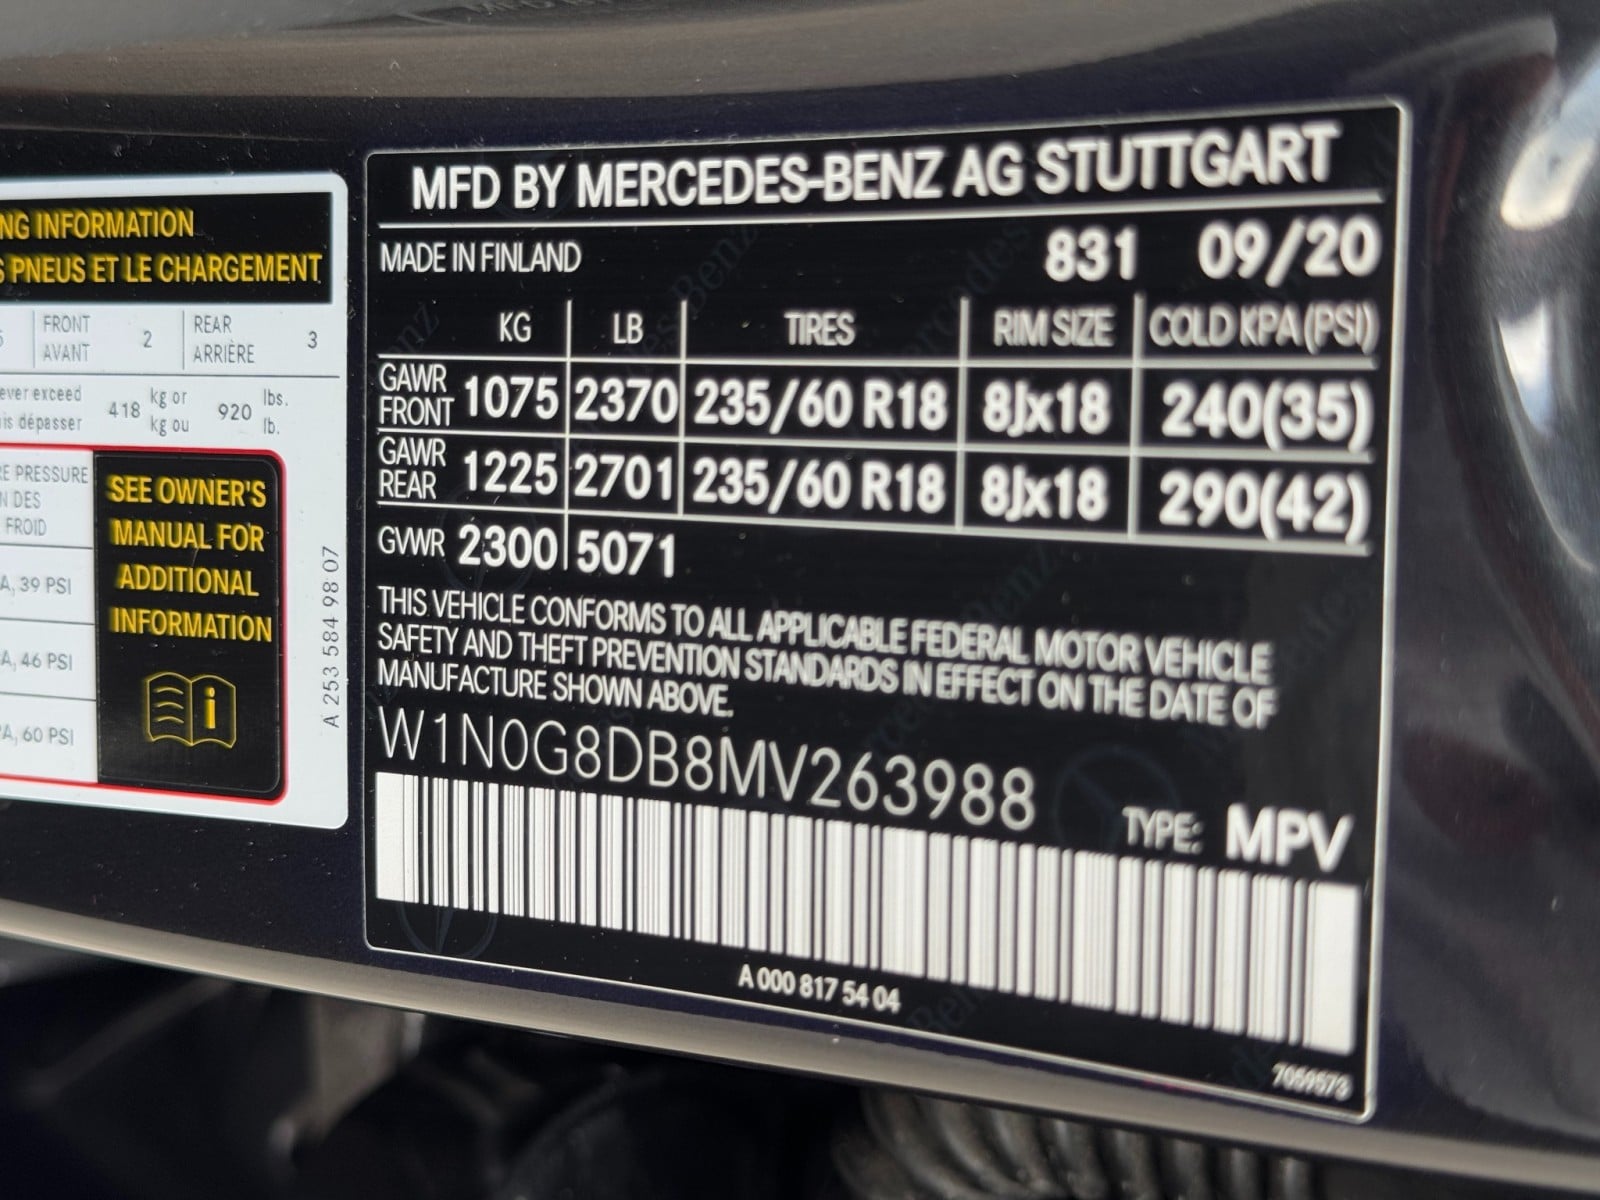 NG INFORMATION
S PNEUS ET LE CHARGEMENT
FRONT
AVANT
2
REAR
ARRIÈRE
3
ever exceed
is dépasser
418
kg or
kg ou
920
lbs.
lb.
RE PRESSURE
N DES
FROID
A, 39 PSI
A, 46 PSI
PA, 60 PSI
SEE OWNER'S
MANUAL FOR
ADDITIONAL
INFORMATION
A 253 584 98 07
MFD BY MERCEDES-BENZ AG STUTTGART
MADE IN FINLAND 831 09/20
KG LB TIRES RIM SIZE COLD KPA(PSI)
GAWR FRONT 1075 2370 235/60 R18 8Jx18 240(35)
GAWR REAR 1225 2701 235/60 R18 8Jx18 290(42)
GVWR 2300 5071
THIS VEHICLE CONFORMS TO ALL APPLICABLE FEDERAL MOTOR VEHICLE
SAFETY AND THEFT PREVENTION STANDARDS IN EFFECT ON THE DATE OF
MANUFACTURE SHOWN ABOVE.
W1N0G8DB8MV263988
TYPE: MPV
A 000 817 54 04
7059573